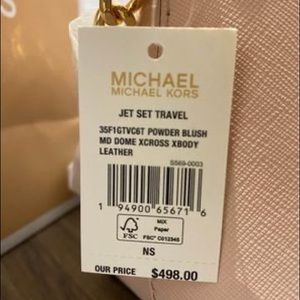 MICHAEL
MICHAEL KORS
JET SET TRAVEL
35F1GTVC6T POWDER BLUSH
MD DOME XCROSS XBODY
LEATHER
S569-0003
1 94900 65671 6
FSC
MIX
Paper
FSC® C012345
NS
OUR PRICE $498.00